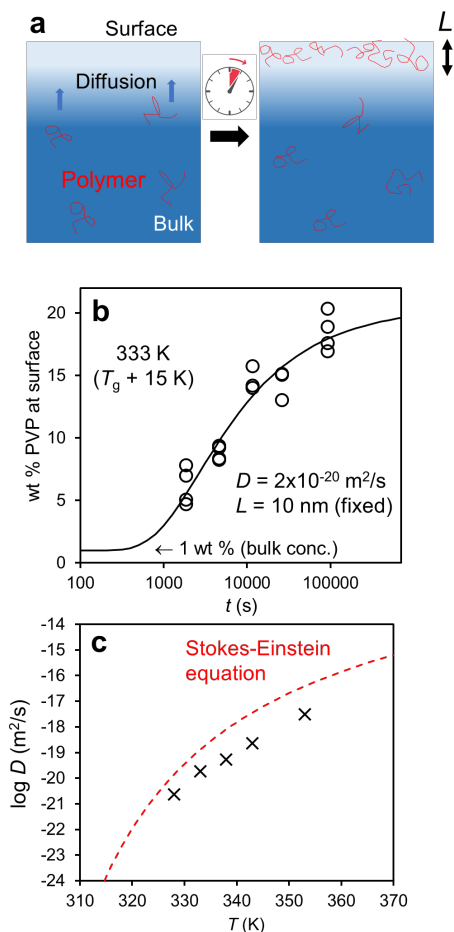 a
Surface
L
Diffusion
Polymer
Bulk
b
20
15
10
5
0
wt % PVP at surface
333 K
(Tg + 15 K)
D = 2x10-20 m2/s
L = 10 nm (fixed)
← 1 wt % (bulk conc.)
100
1000
10000
100000
t (s)
c
-14
-15
-16
-17
-18
-19
-20
-21
-22
-23
-24
log D (m2/s)
Stokes-Einstein
equation
310
320
330
340
350
360
370
T (K)